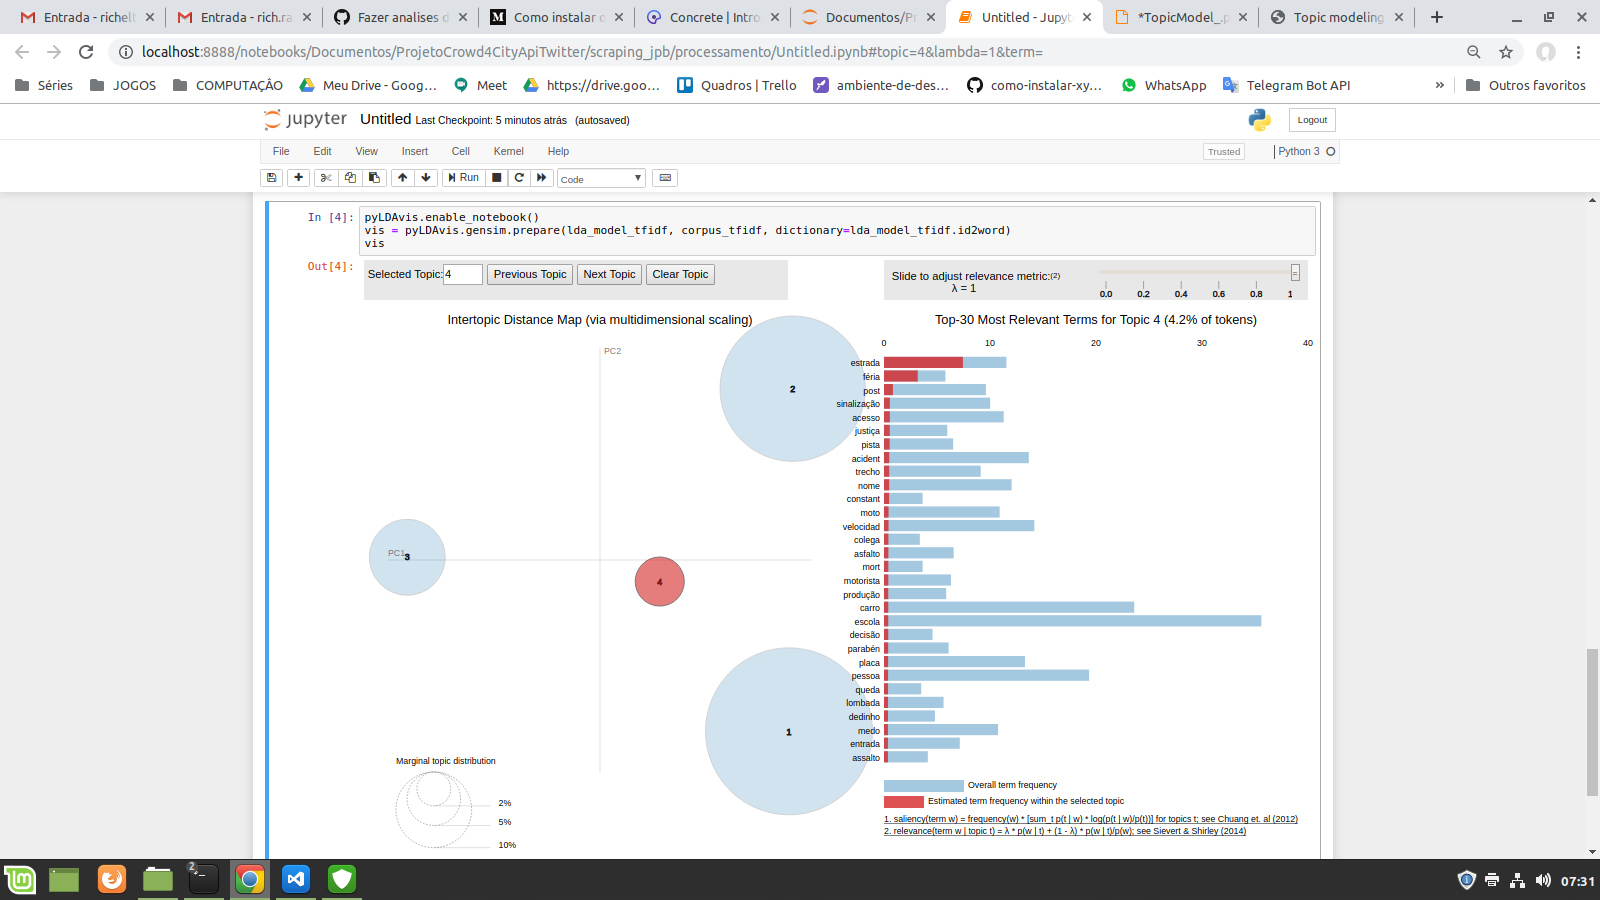 Entrada - richelt
Entrada - rich.ra
Fazer analises d
Como instalar o
Concrete | Intro
Documentos/Pr
Untitled - Jupyt
*TopicModel_.p
Topic modeling
localhost:8888/notebooks/Documentos/ProjetoCrowd4CityApiTwitter/scraping_jpb/processamento/Untitled.ipynb#topic=4&lambda=1&term=
Séries
JOGOS
COMPUTAÇÂO
Meu Drive - Goog…
Meet
https://drive.goo…
Quadros | Trello
ambiente-de-des…
como-instalar-xy…
WhatsApp
Telegram Bot API
»
Outros favoritos
jupyter Untitled Last Checkpoint: 5 minutos atrás (autosaved)
Logout
File Edit View Insert Cell Kernel Help
Trusted
Python 3
Run
Code
In [4]:
pyLDAvis.enable_notebook()
vis = pyLDAvis.gensim.prepare(lda_model_tfidf, corpus_tfidf, dictionary=lda_model_tfidf.id2word)
vis
Out[4]:
Selected Topic: 4 Previous Topic Next Topic Clear Topic
Slide to adjust relevance metric:(2)
λ = 1
0.0 0.2 0.4 0.6 0.8 1
Intertopic Distance Map (via multidimensional scaling)
PC2
PC1
2
3
4
1
Marginal topic distribution
2%
5%
10%
Top-30 Most Relevant Terms for Topic 4 (4.2% of tokens)
0 10 20 30 40
estrada
féria
post
sinalização
acesso
justiça
pista
acident
trecho
nome
constant
moto
velocidad
colega
asfalto
mort
motorista
produção
carro
escola
decisão
parabén
placa
pessoa
queda
lombada
dedinho
medo
entrada
assalto
Overall term frequency
Estimated term frequency within the selected topic
1. saliency(term w) = frequency(w) * [sum_t p(t | w) * log(p(t | w)/p(t))] for topics t; see Chuang et. al (2012)
2. relevance(term w | topic t) = λ * p(w | t) + (1 - λ) * p(w | t)/p(w); see Sievert & Shirley (2014)
2
07:31